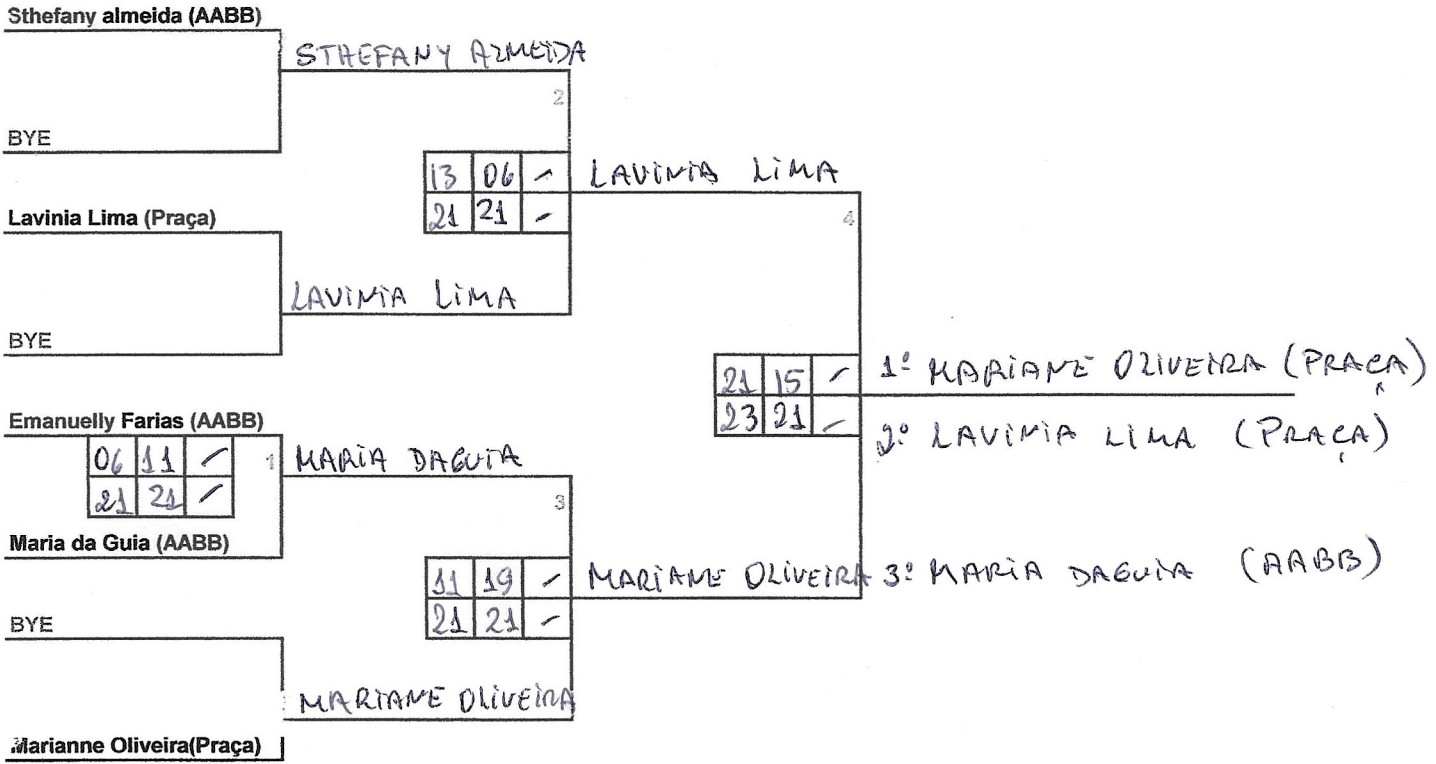 Sthefany almeida (AABB)
STHEFANY ALMEIDA
2
BYE
13 06 -
21 21 -
LAVINIA LIMA
4
Lavinia Lima (Praça)
LAVINIA LIMA
BYE
21 15 -
23 21 -
1º MARIANE OLIVEIRA (PRAÇA)
2º LAVINIA LIMA (PRAÇA)
Emanuelly Farias (AABB)
06 11 -
21 21 -
1
MARIA DAGUIA
3
Maria da Guia (AABB)
11 19 -
21 21 -
MARIANE OLIVEIRA
3º MARIA DAGUIA (AABB)
BYE
MARIANE OLIVEIRA
Marianne Oliveira(Praça)